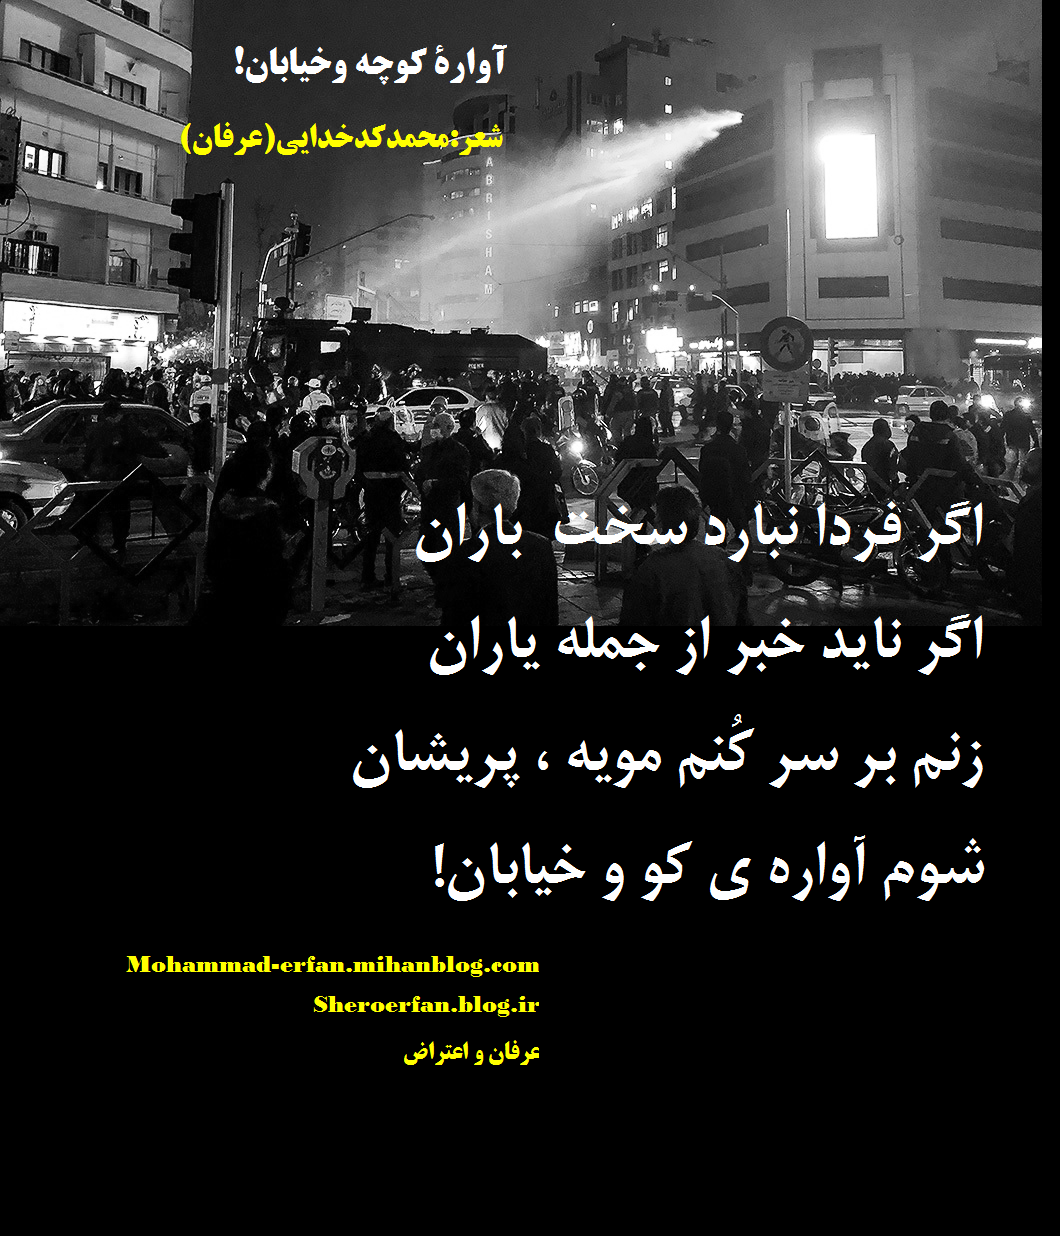 آوارهٔ کوچه وخیابان!
شعر:محمدکدخدایی(عرفان)
ABRISHAM
اگر فردا نبارد سخت باران
اگر ناید خبر از جمله یاران
زنم بر سر کُنم مویه ، پریشان
شوم آواره ی کو و خیابان!
Mohammad-erfan.mihanblog.com
Sheroerfan.blog.ir
عرفان و اعتراض